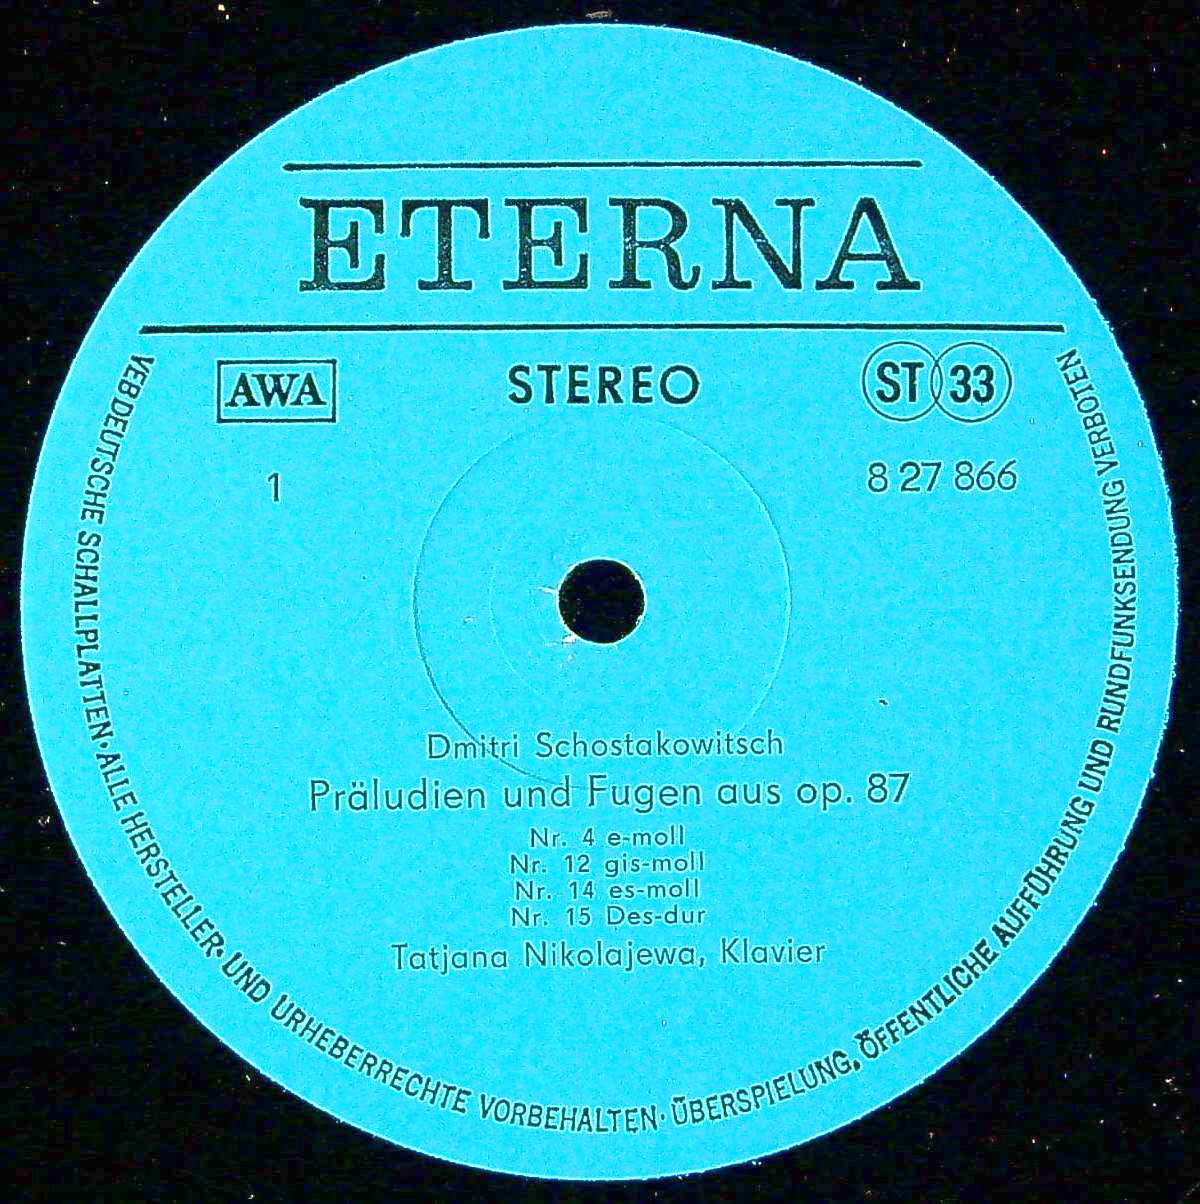 ETERNA
AWA
STEREO
ST 33
1
8 27 866
Dmitri Schostakowitsch
Präludien und Fugen aus op. 87
Nr. 4 e-moll
Nr. 12 gis-moll
Nr. 14 es-moll
Nr. 15 Des-dur
Tatjana Nikolajewa, Klavier
VEB DEUTSCHE SCHALLPLATTEN · ALLE HERSTELLER- UND URHEBERRECHTE VORBEHALTEN · ÜBERSPIELUNG, ÖFFENTLICHE AUFFÜHRUNG UND RUNDFUNKSENDUNG VERBOTEN